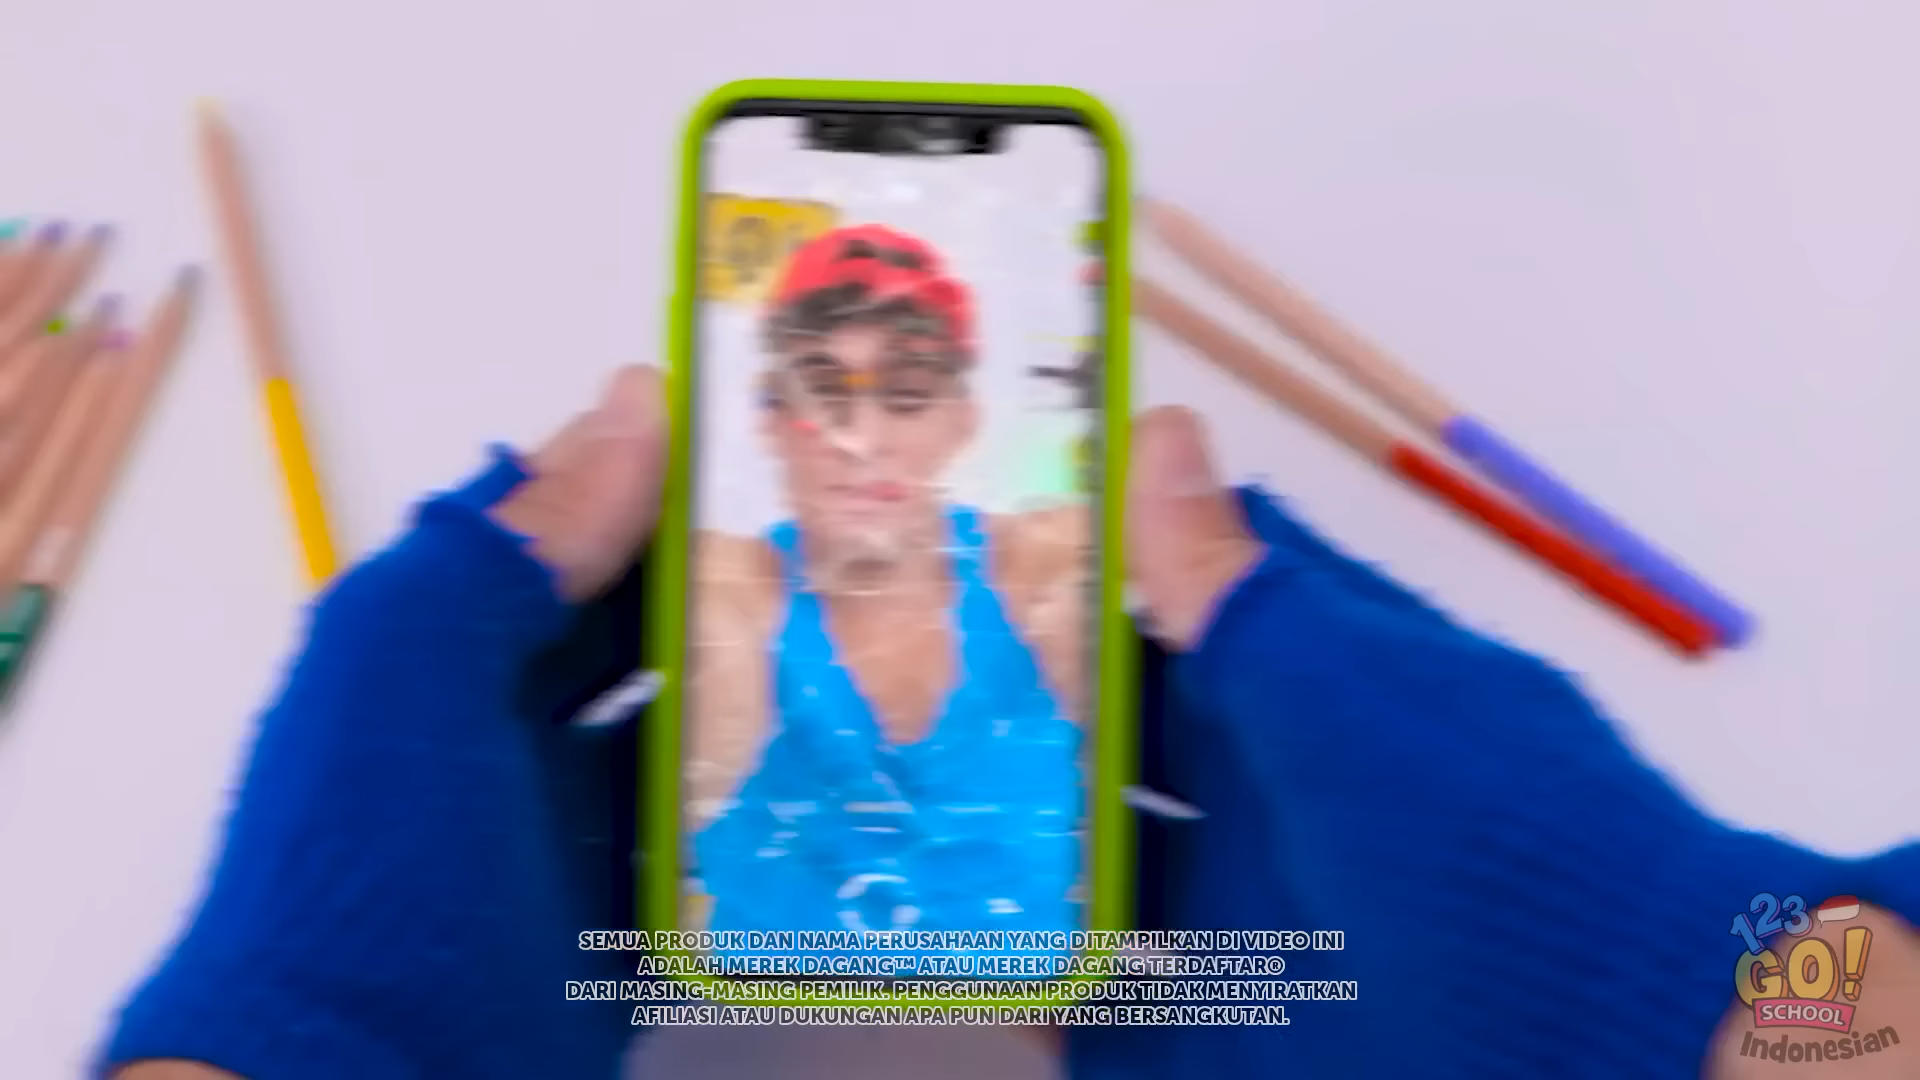 SEMUA PRODUK DAN NAMA PERUSAHAAN YANG DITAMPILKAN DI VIDEO INI
ADALAH MEREK DAGANG™ ATAU MEREK DAGANG TERDAFTAR®
DARI MASING-MASING PEMILIK. PENGGUNAAN PRODUK TIDAK MENYIRATKAN
AFILIASI ATAU DUKUNGAN APA PUN DARI YANG BERSANGKUTAN.
123
GO!
SCHOOL
Indonesian